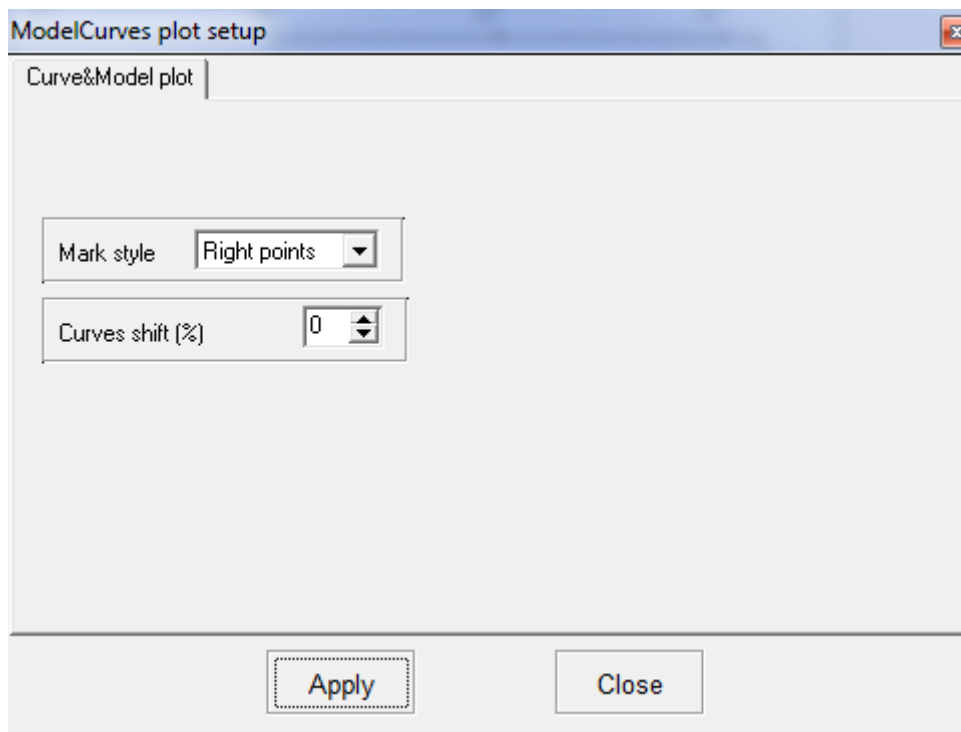 ModelCurves plot setup
Curve&Model plot
Mark style Right points
Curves shift (%) 0
Apply Close